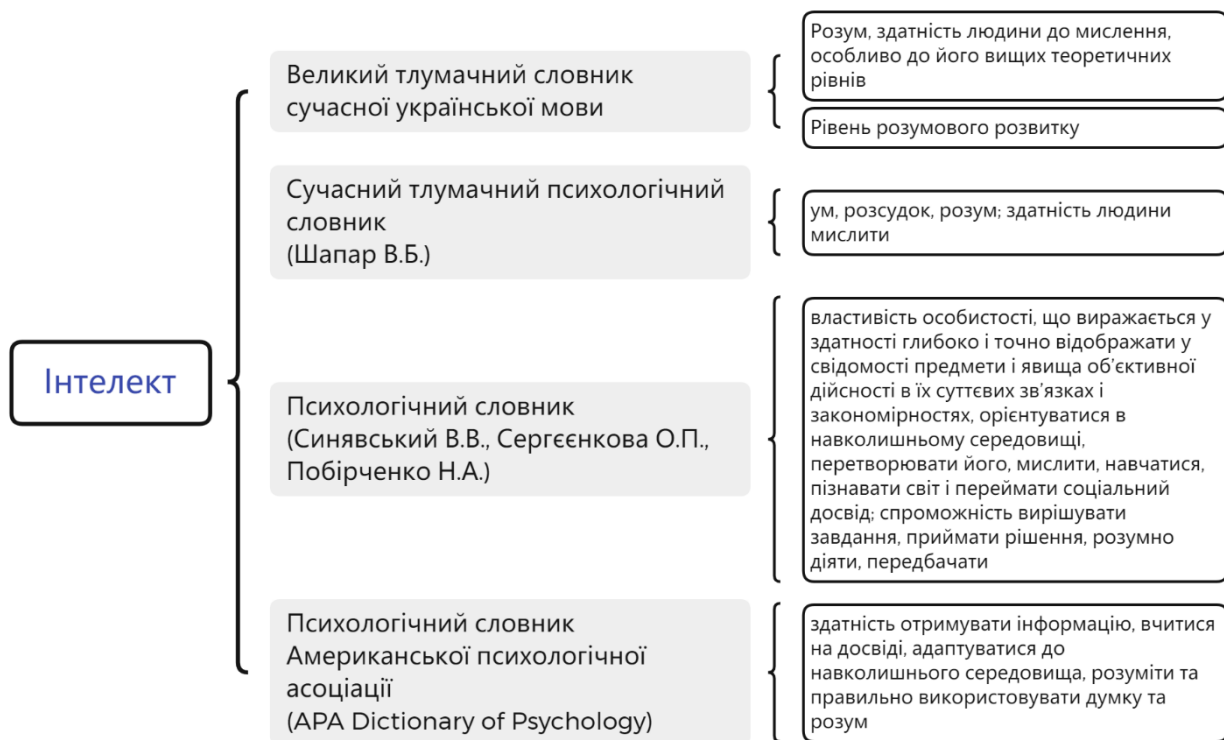 Інтелект
Великий тлумачний словник
сучасної української мови
Розум, здатність людини до мислення,
особливо до його вищих теоретичних
рівнів
Рівень розумового розвитку
Сучасний тлумачний психологічний
словник
(Шапар В.Б.)
ум, розсудок, розум; здатність людини
мислити
Психологічний словник
(Синявський В.В., Сергєєнкова О.П.,
Побірченко Н.А.)
властивість особистості, що виражається у
здатності глибоко і точно відображати у
свідомості предмети і явища об’єктивної
дійсності в їх суттєвих зв’язках і
закономірностях, орієнтуватися в
навколишньому середовищі,
перетворювати його, мислити, навчатися,
пізнавати світ і переймати соціальний
досвід; спроможність вирішувати
завдання, приймати рішення, розумно
діяти, передбачати
Психологічний словник
Американської психологічної
асоціації
(APA Dictionary of Psychology)
здатність отримувати інформацію, вчитися
на досвіді, адаптуватися до
навколишнього середовища, розуміти та
правильно використовувати думку та
розум